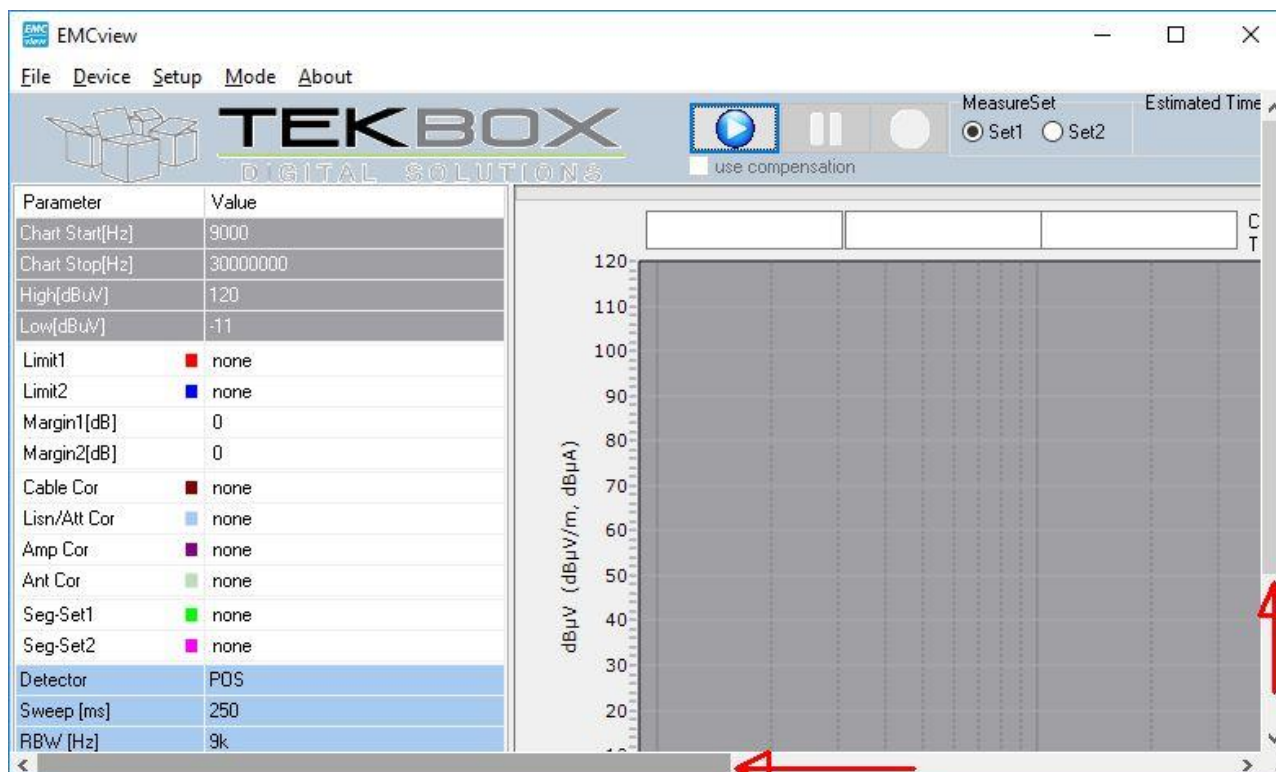 EMCview
File Device Setup Mode About
TEKBOX
DIGITAL SOLUTIONS
MeasureSet
Set1 Set2
Estimated Time
use compensation
Parameter Value
Chart Start[Hz] 9000
Chart Stop[Hz] 30000000
High[dBuV] 120
Low[dBuV] -11
Limit1 none
Limit2 none
Margin1[dB] 0
Margin2[dB] 0
Cable Cor none
Lisn/Att Cor none
Amp Cor none
Ant Cor none
Seg-Set1 none
Seg-Set2 none
Detector POS
Sweep [ms] 250
RBW [Hz] 9k
C
T
120
110
100
90
80
70
60
50
40
30
20
dBµV (dBµV/m, dBµA)